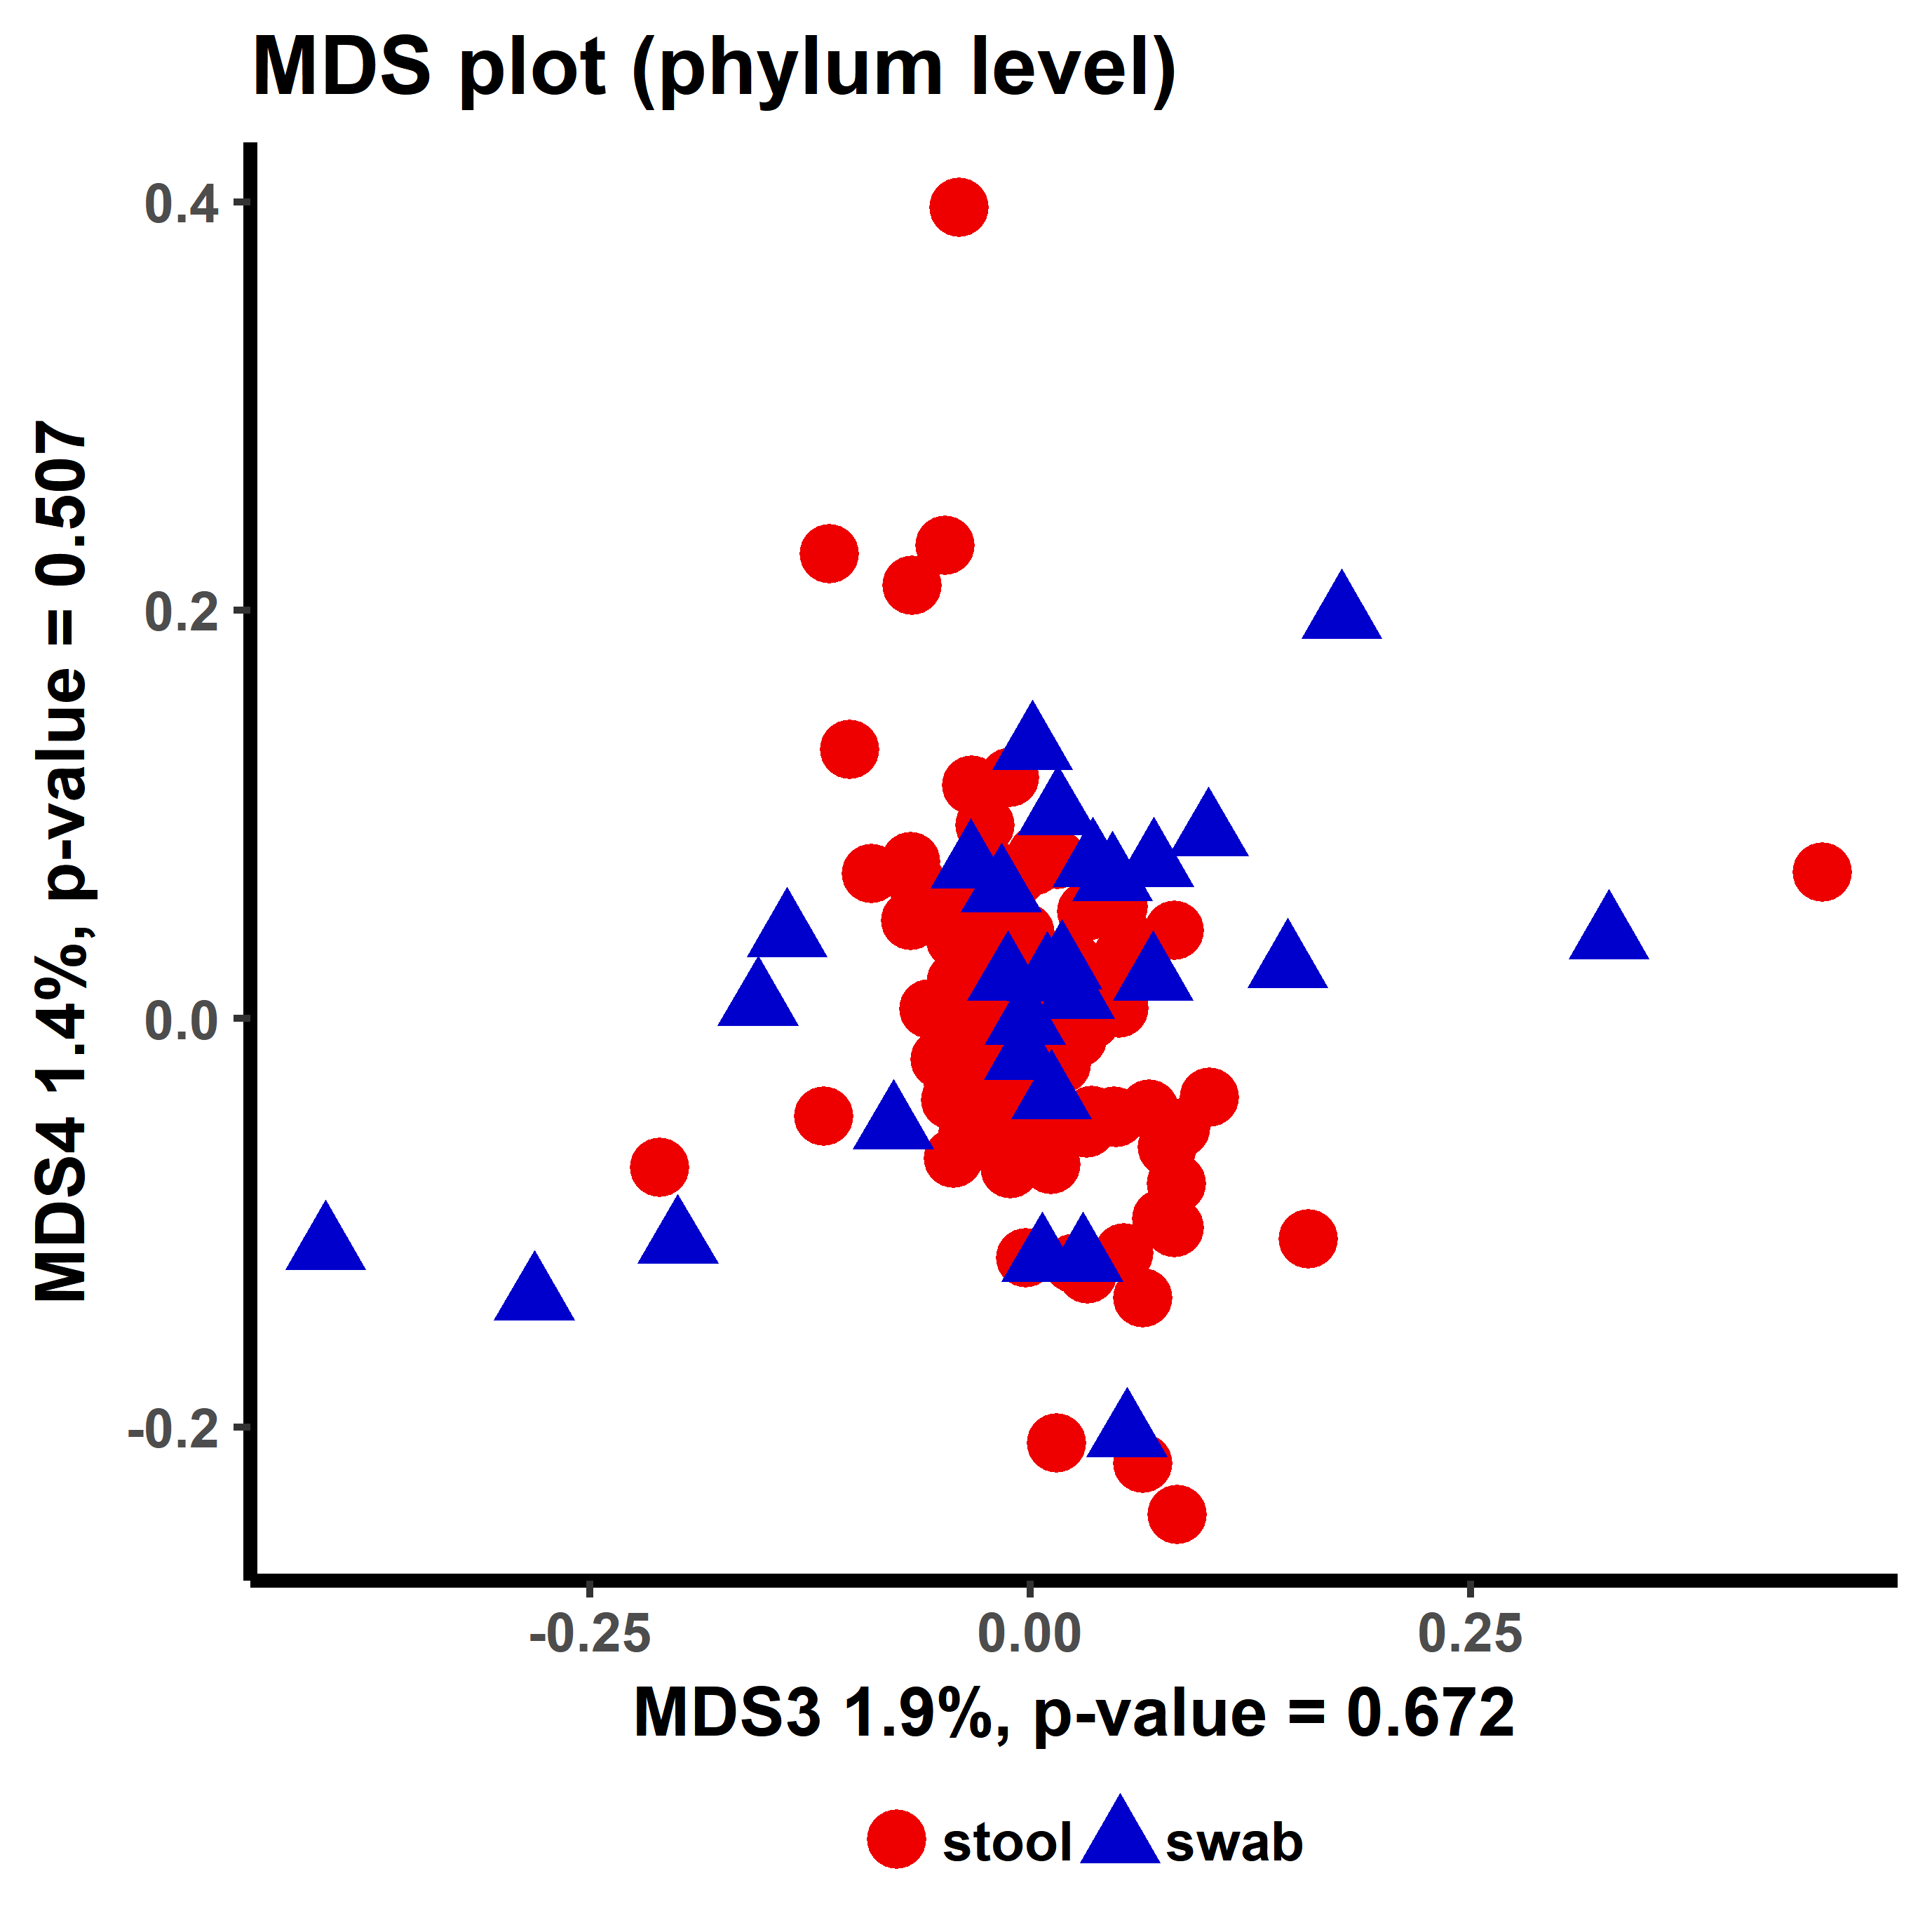 MDS plot (phylum level)
0.4
0.2
0.0
-0.2
MDS4 1.4%, p-value = 0.507
-0.25 0.00 0.25
MDS3 1.9%, p-value = 0.672
stool swab